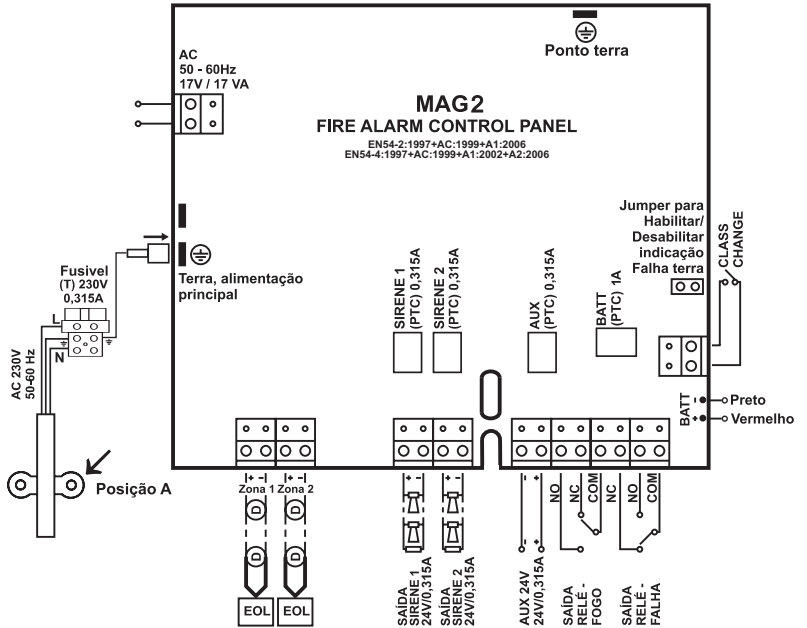 Ponto terra
AC
50 - 60Hz
17V / 17 VA
MAG2
FIRE ALARM CONTROL PANEL
EN54-2:1997+AC:1999+A1:2006
EN54-4:1997+AC:1999+A1:2002+A2:2006
Jumper para
Habilitar/
Desabilitar
indicação
Falha terra
CLASS
CHANGE
Terra, alimentação
principal
Fusivel
(T) 230V
0,315A
L
N
AC 230V
50-60 Hz
Posição A
SIRENE 1
(PTC) 0,315A
SIRENE 2
(PTC) 0,315A
AUX
(PTC) 0,315A
BATT
(PTC) 1A
BATT
- Preto
+ Vermelho
+ - + -
Zona 1 Zona 2
D D
D D
EOL EOL
+ - + -
SAÍDA
SIRENE 1
24V/0,315A
SAÍDA
SIRENE 2
24V/0,315A
- +
- +
AUX 24V
24V/0,315A
NO
NC
COM
NC
NO
COM
SAÍDA
RELÉ -
FOGO
SAÍDA
RELÉ -
FALHA